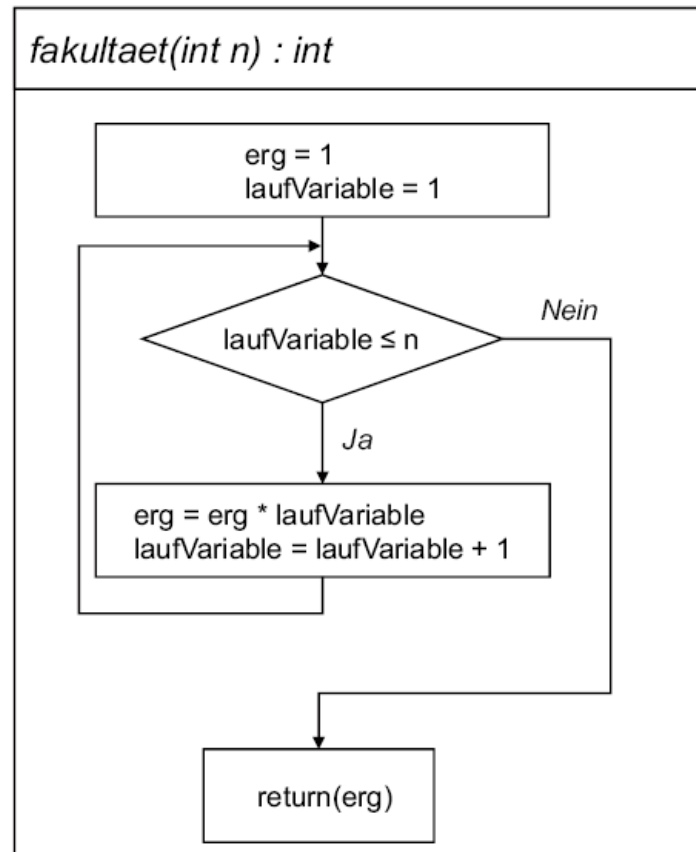 fakultaet(int n) : int
erg = 1
laufVariable = 1
laufVariable ≤ n
Nein
Ja
erg = erg * laufVariable
laufVariable = laufVariable + 1
return(erg)